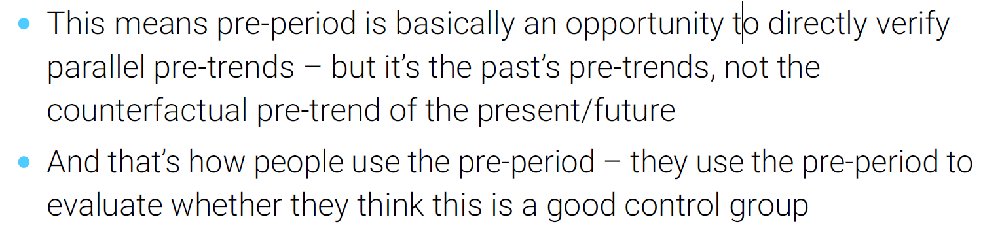 • This means pre-period is basically an opportunity to directly verify
parallel pre-trends – but it’s the past’s pre-trends, not the
counterfactual pre-trend of the present/future
• And that’s how people use the pre-period – they use the pre-period to
evaluate whether they think this is a good control group